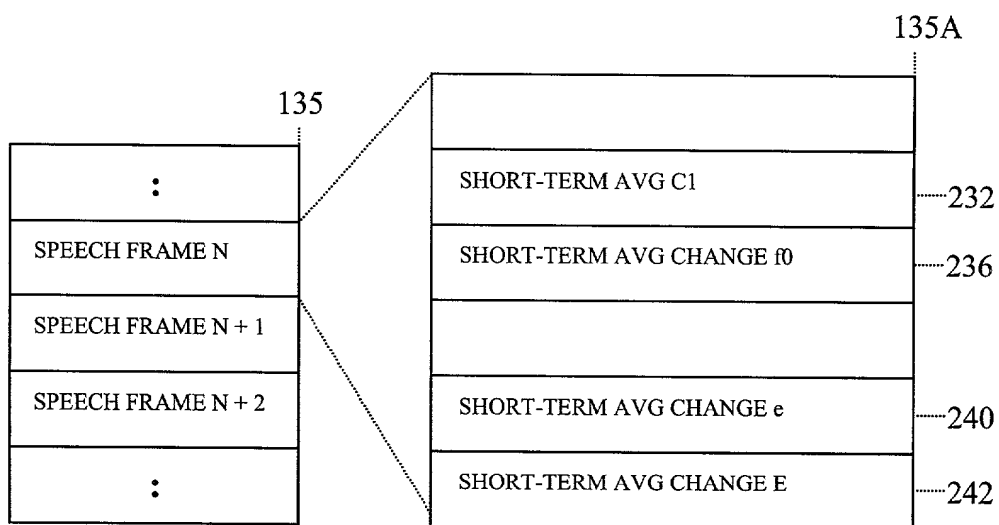 135A
135
:
SPEECH FRAME N
SPEECH FRAME N + 1
SPEECH FRAME N + 2
:
SHORT-TERM AVG C1
232
SHORT-TERM AVG CHANGE f0
236
SHORT-TERM AVG CHANGE e
240
SHORT-TERM AVG CHANGE E
242